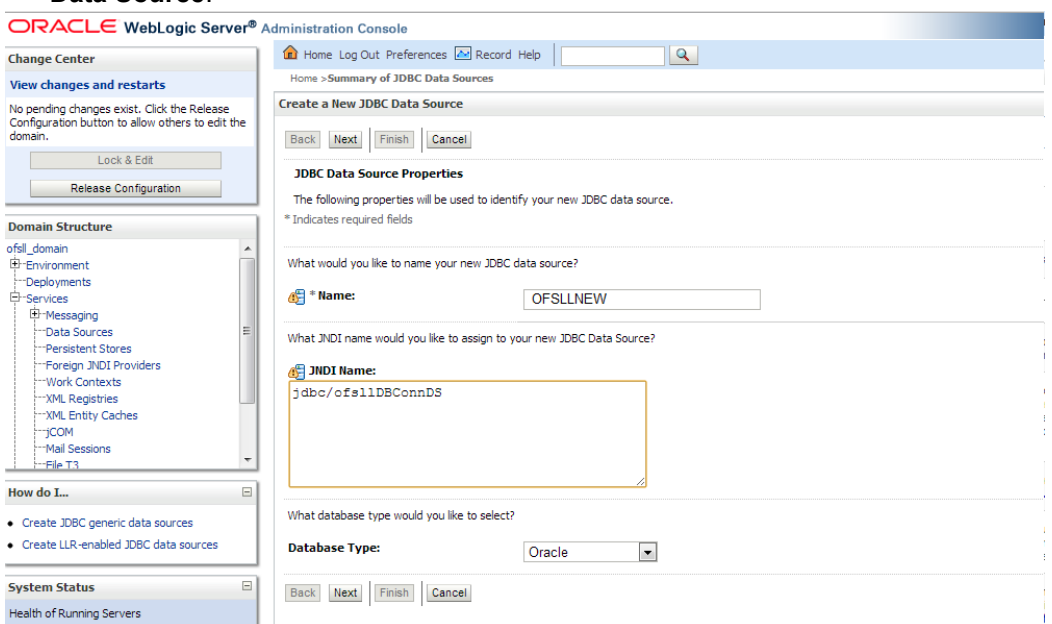 Data Source.
ORACLE WebLogic Server® Administration Console
Change Center
View changes and restarts
No pending changes exist. Click the Release
Configuration button to allow others to edit the
domain.
Lock & Edit
Release Configuration
Domain Structure
ofsll_domain
Environment
Deployments
Services
Messaging
Data Sources
Persistent Stores
Foreign JNDI Providers
Work Contexts
XML Registries
XML Entity Caches
jCOM
Mail Sessions
File T3
How do I...
Create JDBC generic data sources
Create LLR-enabled JDBC data sources
System Status
Health of Running Servers
Home Log Out Preferences Record Help
Home >Summary of JDBC Data Sources
Create a New JDBC Data Source
Back Next Finish Cancel
JDBC Data Source Properties
The following properties will be used to identify your new JDBC data source.
* Indicates required fields
What would you like to name your new JDBC data source?
* Name: OFSLLNEW
What JNDI name would you like to assign to your new JDBC Data Source?
JNDI Name:
jdbc/ofsllDBConnDS
What database type would you like to select?
Database Type: Oracle
Back Next Finish Cancel